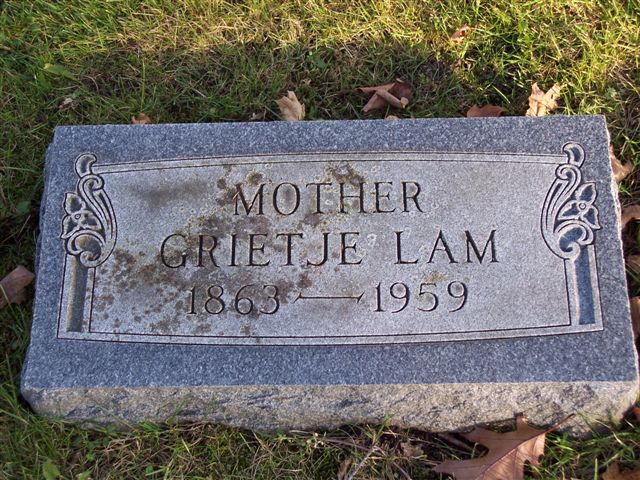 MOTHER
GRIETJE LAM
1863 — 1959